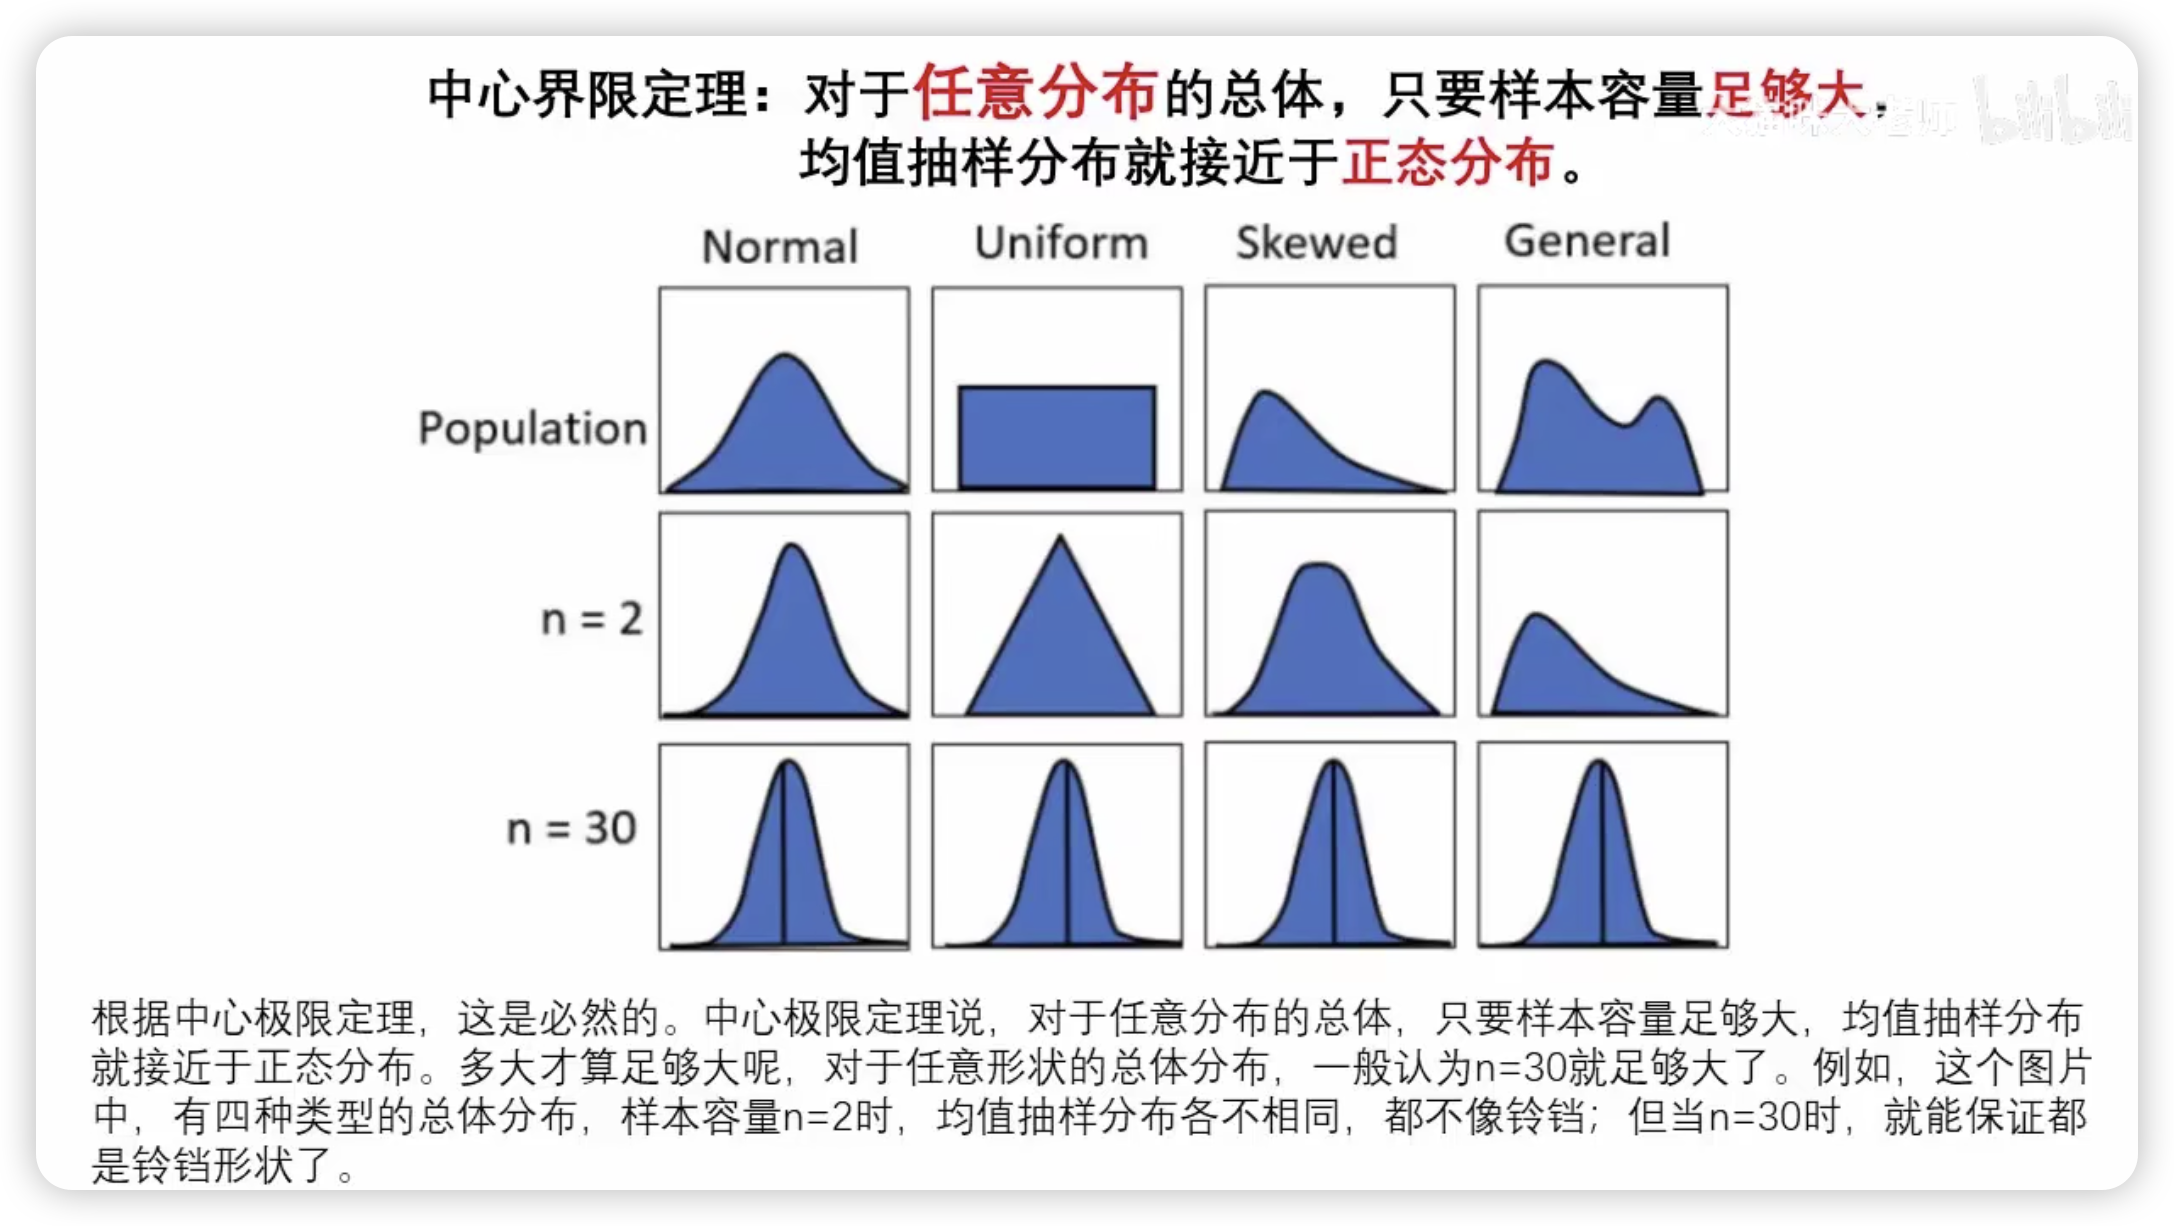 中心界限定理：对于任意分布的总体，只要样本容量足够大，
均值抽样分布就接近于正态分布。
bilibili
Normal Uniform Skewed General
Population
n = 2
n = 30
根据中心极限定理，这是必然的。中心极限定理说，对于任意分布的总体，只要样本容量足够大，均值抽样分布
就接近于正态分布。多大才算足够大呢，对于任意形状的总体分布，一般认为n=30就足够大了。例如，这个图片
中，有四种类型的总体分布，样本容量n=2时，均值抽样分布各不相同，都不像铃铛；但当n=30时，就能保证都
是铃铛形状了。